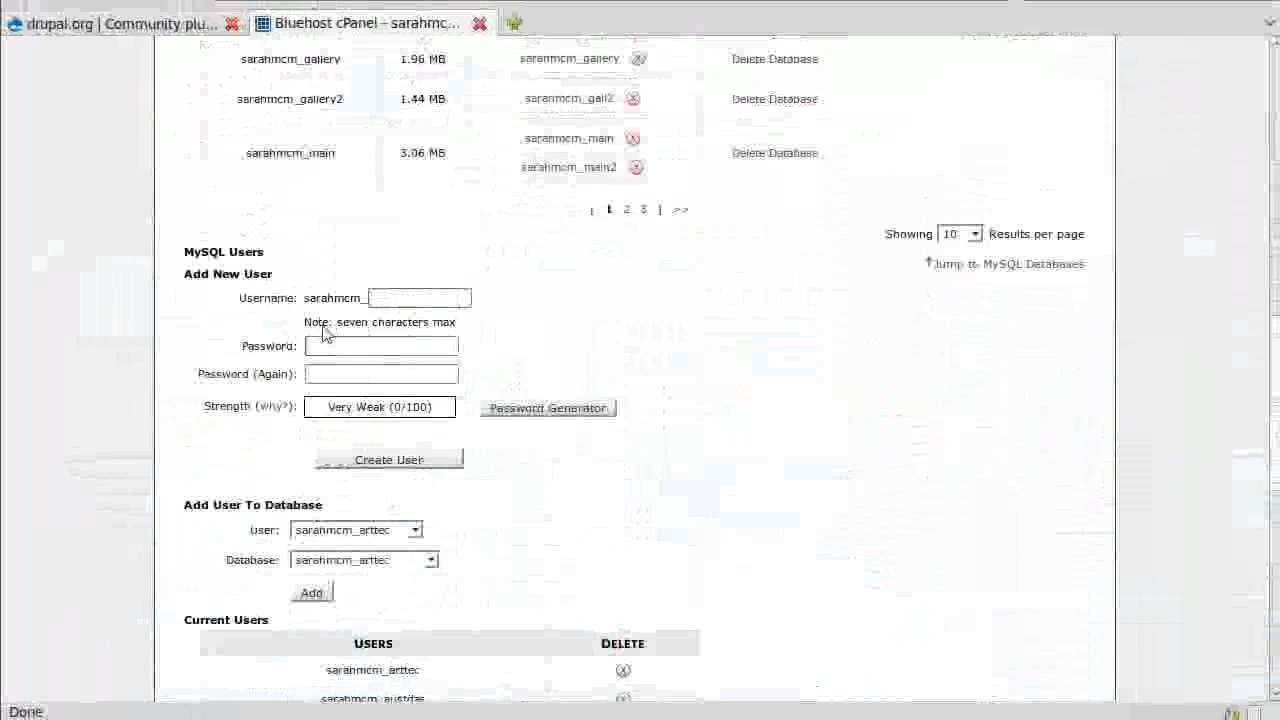 drupal.org | Community plu... Bluehost cPanel - sarahmc...
sarahmcm_gallery 1.96 MB sarahmcm_gallery Delete Database
sarahmcm_gallery2 1.44 MB sarahmcm_gall2 Delete Database
sarahmcm_main
sarahmcm_main 3.06 MB Delete Database
sarahmcm_main2
[ 1 2 3 ] >>
Showing 10 Results per page
MySQL Users
Jump to MySQL Databases
Add New User
Username: sarahmcm_
Note: seven characters max
Password:
Password (Again):
Strength (why?): Very Weak (0/100) Password Generator
Create User
Add User To Database
User: sarahmcm_arttec
Database: sarahmcm_arttec
Add
Current Users
USERS DELETE
sarahmcm_arttec
Done